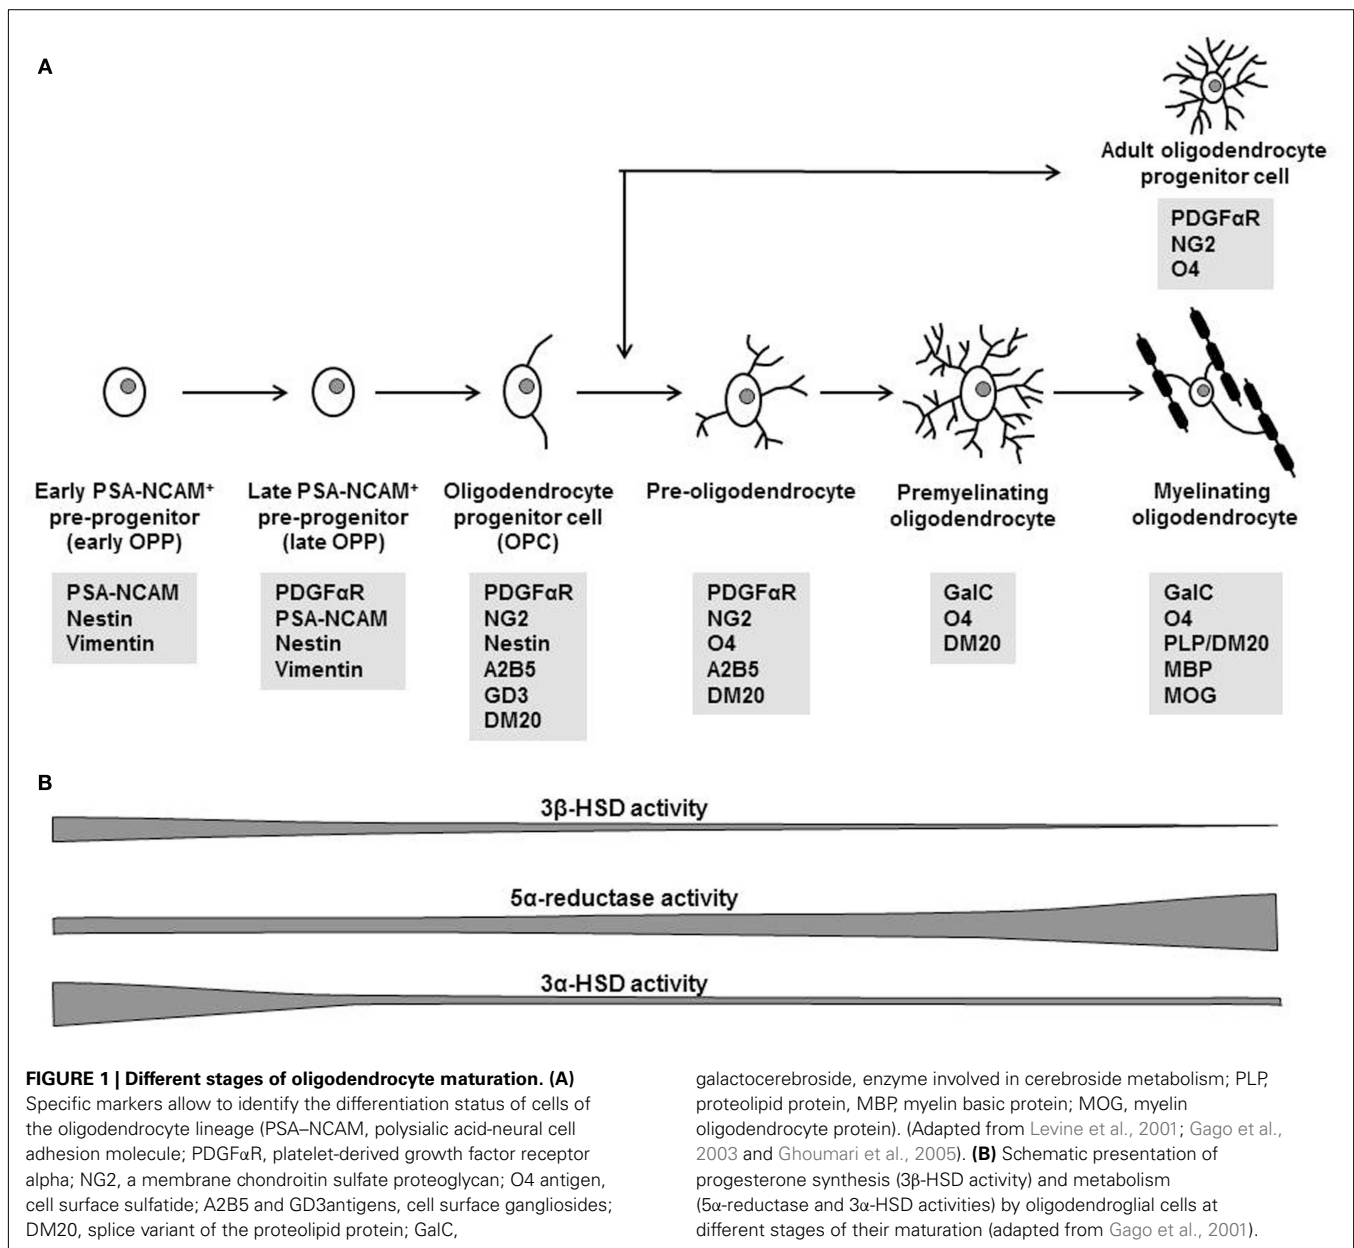 A
Adult oligodendrocyte
progenitor cell
PDGFαR
NG2
O4
Early PSA-NCAM⁺
pre-progenitor
(early OPP)
Late PSA-NCAM⁺
pre-progenitor
(late OPP)
Oligodendrocyte
progenitor cell
(OPC)
Pre-oligodendrocyte
Premyelinating
oligodendrocyte
Myelinating
oligodendrocyte
PSA-NCAM
Nestin
Vimentin
PDGFαR
PSA-NCAM
Nestin
Vimentin
PDGFαR
NG2
Nestin
A2B5
GD3
DM20
PDGFαR
NG2
O4
A2B5
DM20
GalC
O4
DM20
GalC
O4
PLP/DM20
MBP
MOG
B
3β-HSD activity
5α-reductase activity
3α-HSD activity
FIGURE 1 | Different stages of oligodendrocyte maturation. (A)
Specific markers allow to identify the differentiation status of cells of
the oligodendrocyte lineage (PSA–NCAM, polysialic acid-neural cell
adhesion molecule; PDGFαR, platelet-derived growth factor receptor
alpha; NG2, a membrane chondroitin sulfate proteoglycan; O4 antigen,
cell surface sulfatide; A2B5 and GD3antigens, cell surface gangliosides;
DM20, splice variant of the proteolipid protein; GalC,
galactocerebroside, enzyme involved in cerebroside metabolism; PLP,
proteolipid protein, MBP, myelin basic protein; MOG, myelin
oligodendrocyte protein). (Adapted from Levine et al., 2001; Gago et al.,
2003 and Ghoumari et al., 2005). (B) Schematic presentation of
progesterone synthesis (3β-HSD activity) and metabolism
(5α-reductase and 3α-HSD activities) by oligodendroglial cells at
different stages of their maturation (adapted from Gago et al., 2001).